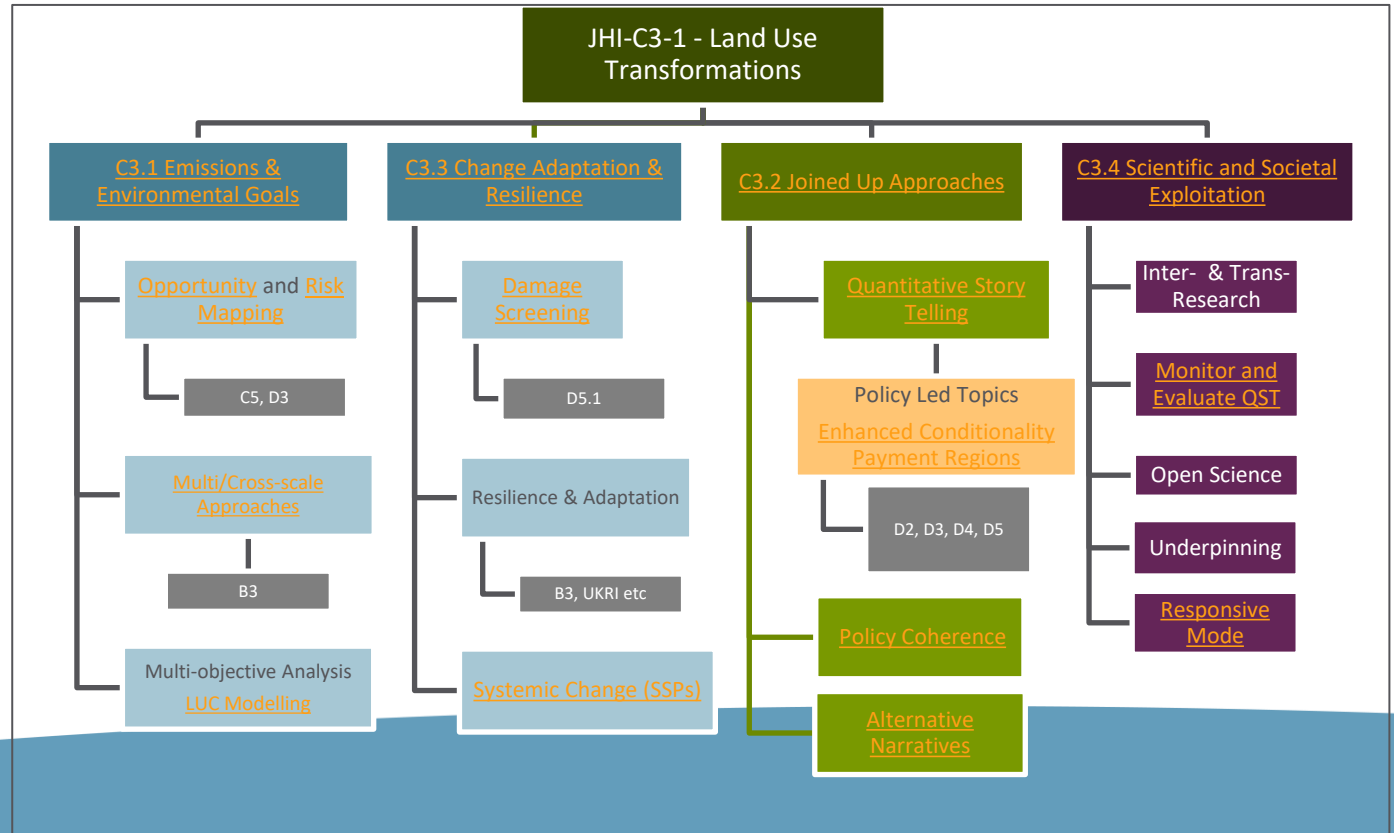 JHI-C3-1 - Land Use
Transformations
C3.1 Emissions &
Environmental Goals
Opportunity and Risk
Mapping
C5, D3
Multi/Cross-scale
Approaches
B3
Multi-objective Analysis
LUC Modelling
C3.3 Change Adaptation &
Resilience
Damage
Screening
D5.1
Resilience & Adaptation
B3, UKRI etc
Systemic Change (SSPs)
C3.2 Joined Up Approaches
Quantitative Story
Telling
Policy Led Topics
Enhanced Conditionality
Payment Regions
D2, D3, D4, D5
Policy Coherence
Alternative
Narratives
C3.4 Scientific and Societal
Exploitation
Inter- & Trans-
Research
Monitor and
Evaluate QST
Open Science
Underpinning
Responsive
Mode